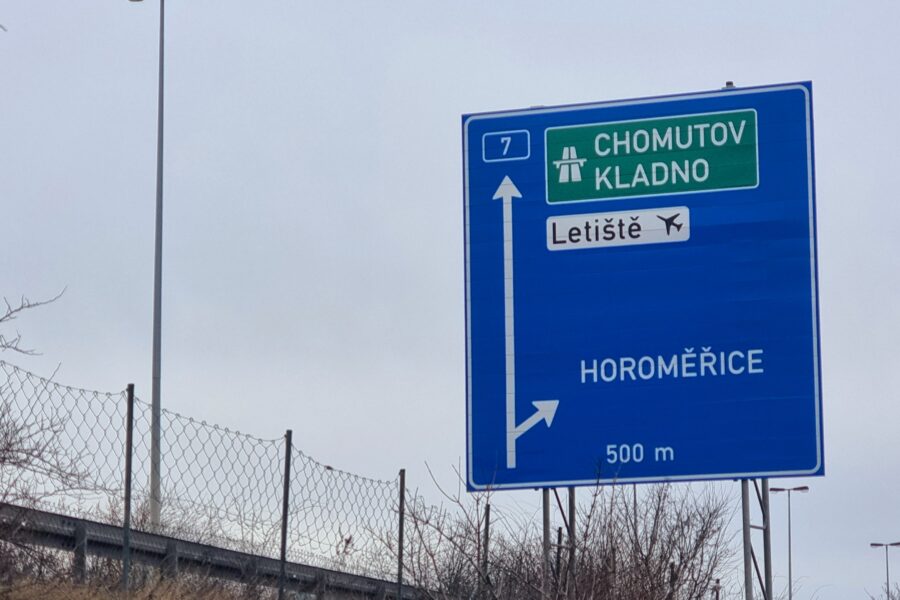 7
CHOMUTOV
KLADNO
Letiště
HOROMĚŘICE
500 m